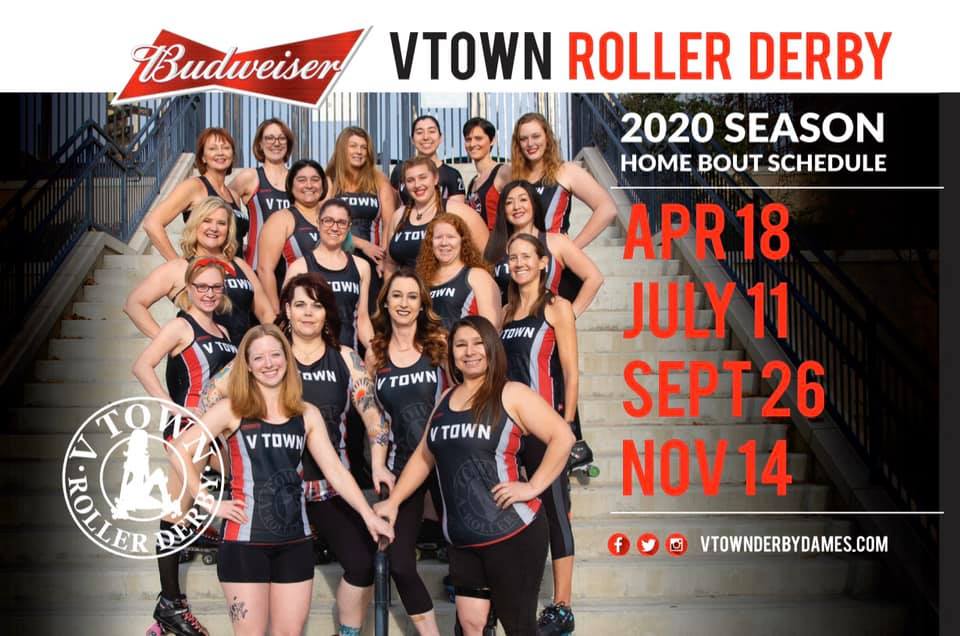 Budweiser
VTOWN ROLLER DERBY
2020 SEASON
HOME BOUT SCHEDULE
APR 18
JULY 11
SEPT 26
NOV 14
VTOWNDERBYDAMES.COM
V TOWN
ROLLER DERBY
V TOWN
V TOWN
V TOWN
V TOWN
V TOWN
V TOWN